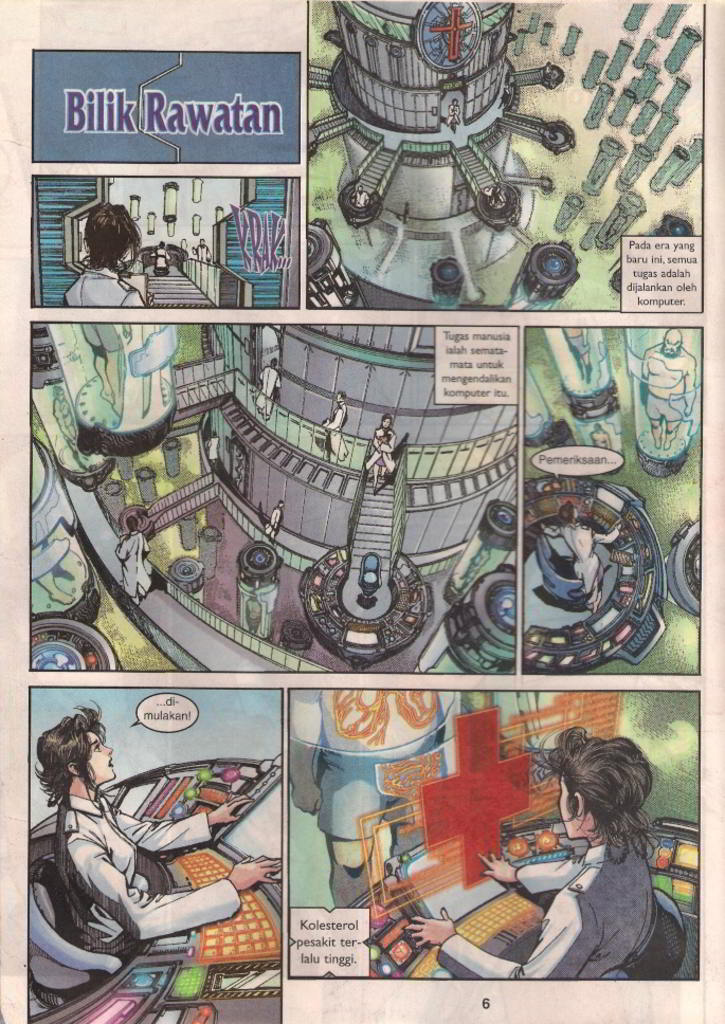 Bilik Rawatan
KRAK...
Pada era yang
baru ini, semua
tugas adalah
dijalankan oleh
komputer.
Tugas manusia
ialah semata-
mata untuk
mengendalikan
komputer itu.
Pemeriksaan...
...di-
mulakan!
Kolesterol
pesakit ter-
lalu tinggi.
6